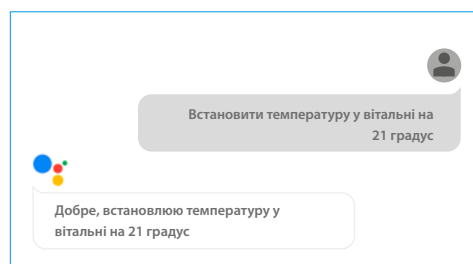 Встановити температуру у вітальні на
21 градус
Добре, встановлюю температуру у
вітальні на 21 градус